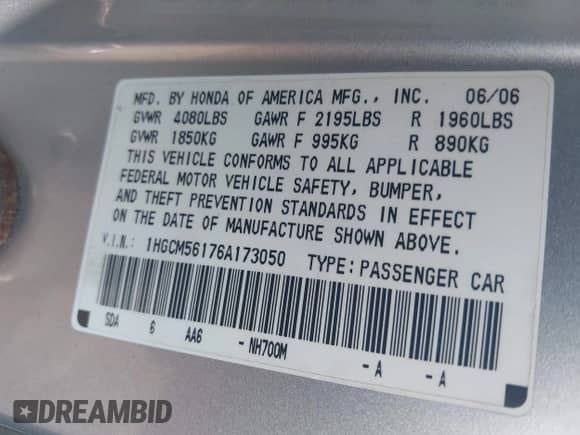 MFD. BY HONDA OF AMERICA MFG., INC. 06/06
GVWR 4080LBS GAWR F 2195LBS R 1960LBS
GVWR 1850KG GAWR F 995KG R 890KG
THIS VEHICLE CONFORMS TO ALL APPLICABLE
FEDERAL MOTOR VEHICLE SAFETY, BUMPER,
AND THEFT PREVENTION STANDARDS IN EFFECT
ON THE DATE OF MANUFACTURE SHOWN ABOVE.
V.I.N.: 1HGCM56176A173050 TYPE: PASSENGER CAR
SDA 6 AA6 - NH700M - A - A
DREAMBID